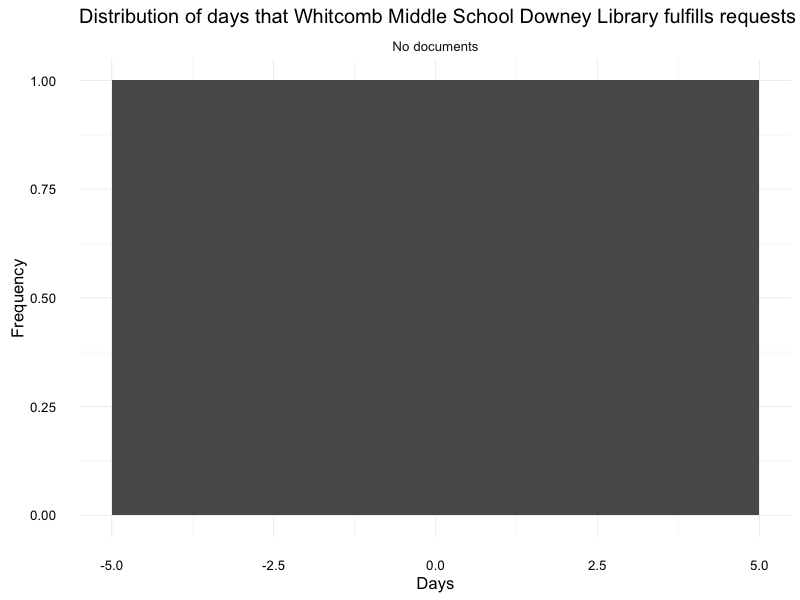 Distribution of days that Whitcomb Middle School Downey Library fulfills requests
No documents
1.00
0.75
0.50
0.25
0.00
Frequency
-5.0 -2.5 0.0 2.5 5.0
Days